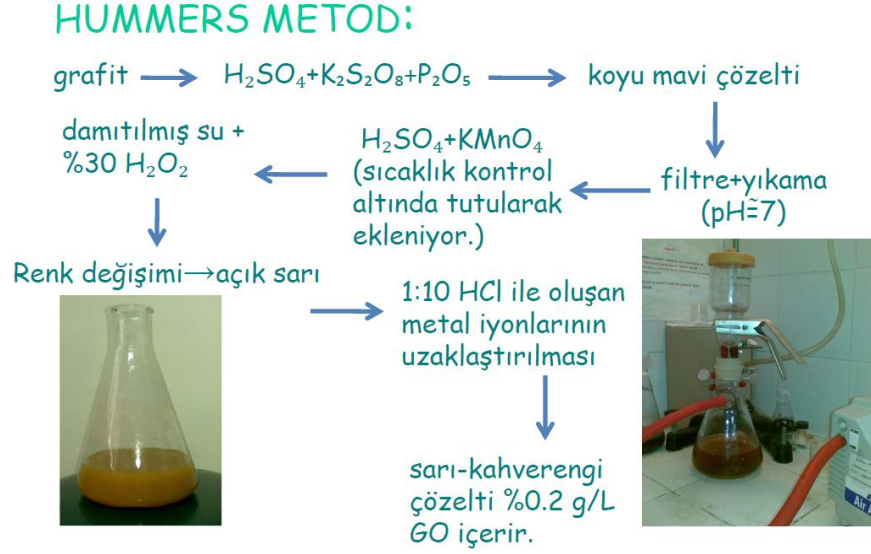 HUMMERS METOD:
grafit → H₂SO₄+K₂S₂O₈+P₂O₅ → koyu mavi çözelti
filtre+yıkama
(pH≅7)
H₂SO₄+KMnO₄
(sıcaklık kontrol
altında tutularak
ekleniyor.)
damıtılmış su +
%30 H₂O₂
Renk değişimi→açık sarı
1:10 HCl ile oluşan
metal iyonlarının
uzaklaştırılması
sarı-kahverengi
çözelti %0.2 g/L
GO içerir.